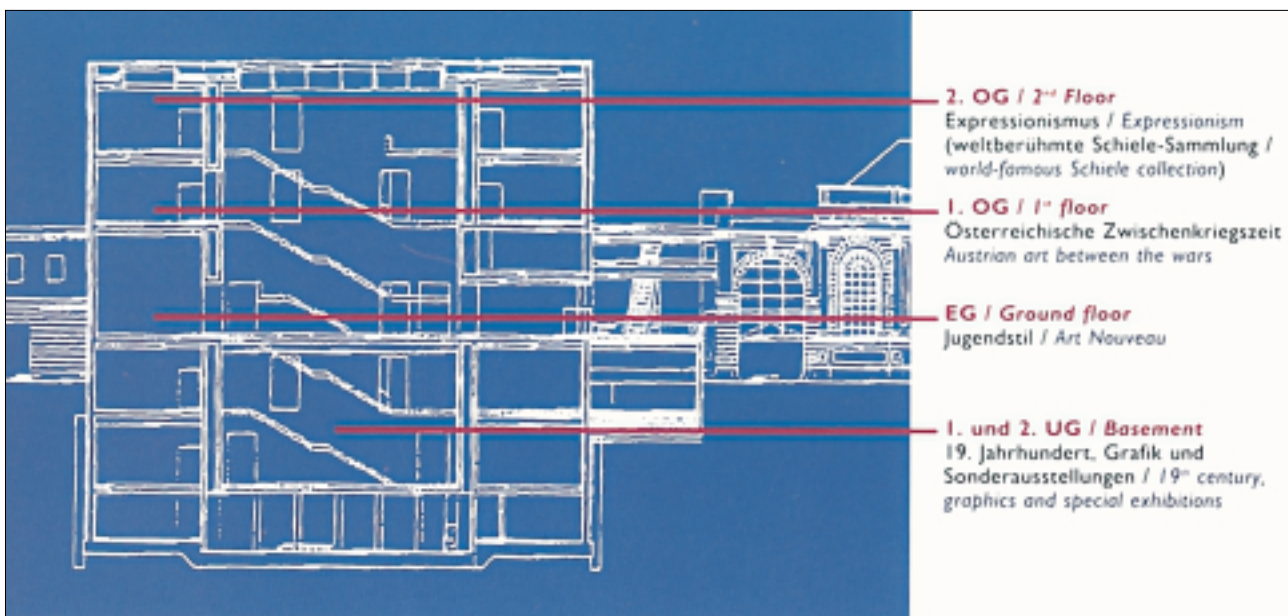 2. OG / 2nd Floor
Expressionismus / Expressionism
(weltberühmte Schiele-Sammlung /
world-famous Schiele collection)
1. OG / 1st floor
Österreichische Zwischenkriegszeit
Austrian art between the wars
EG / Ground floor
Jugendstil / Art Nouveau
1. und 2. UG / Basement
19. Jahrhundert, Grafik und
Sonderausstellungen / 19th century,
graphics and special exhibitions